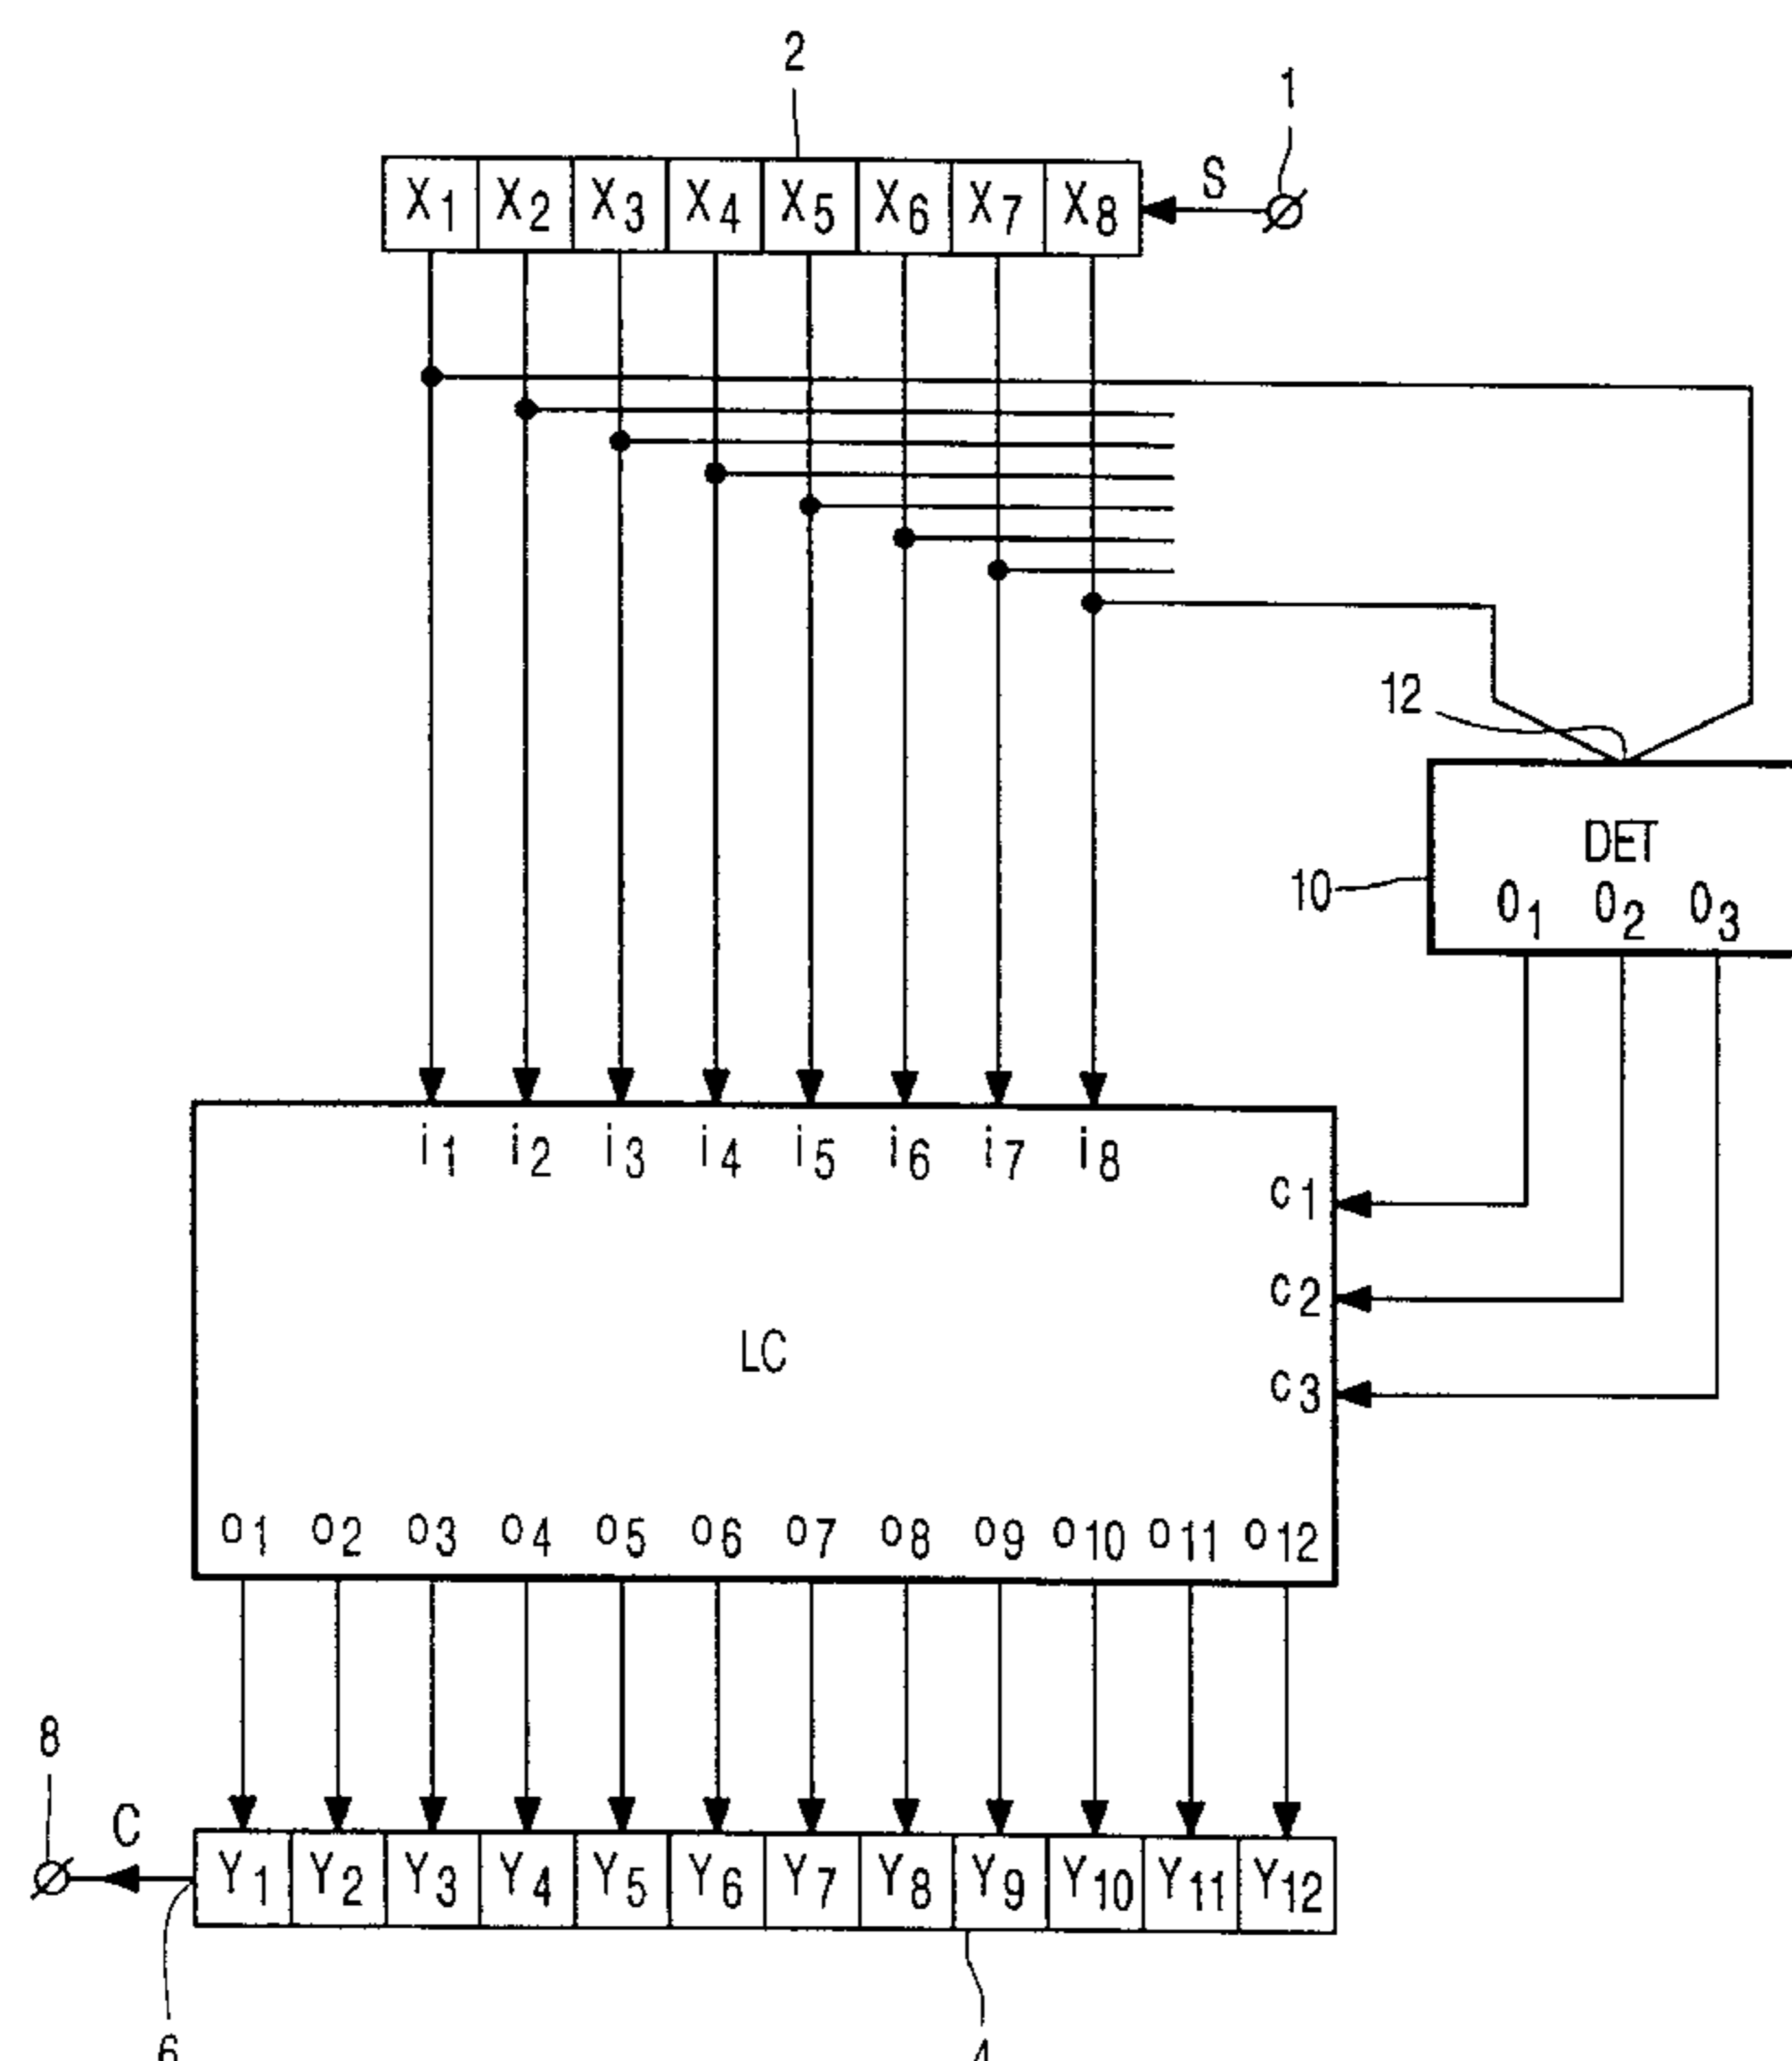 2
1
X1 X2 X3 X4 X5 X6 X7 X8
S
12
DET
10
O1 O2 O3
i1 i2 i3 i4 i5 i6 i7 i8
c1
c2
LC
c3
o1 o2 o3 o4 o5 o6 o7 o8 o9 o10 o11 o12
8
C
Y1 Y2 Y3 Y4 Y5 Y6 Y7 Y8 Y9 Y10 Y11 Y12
6
4